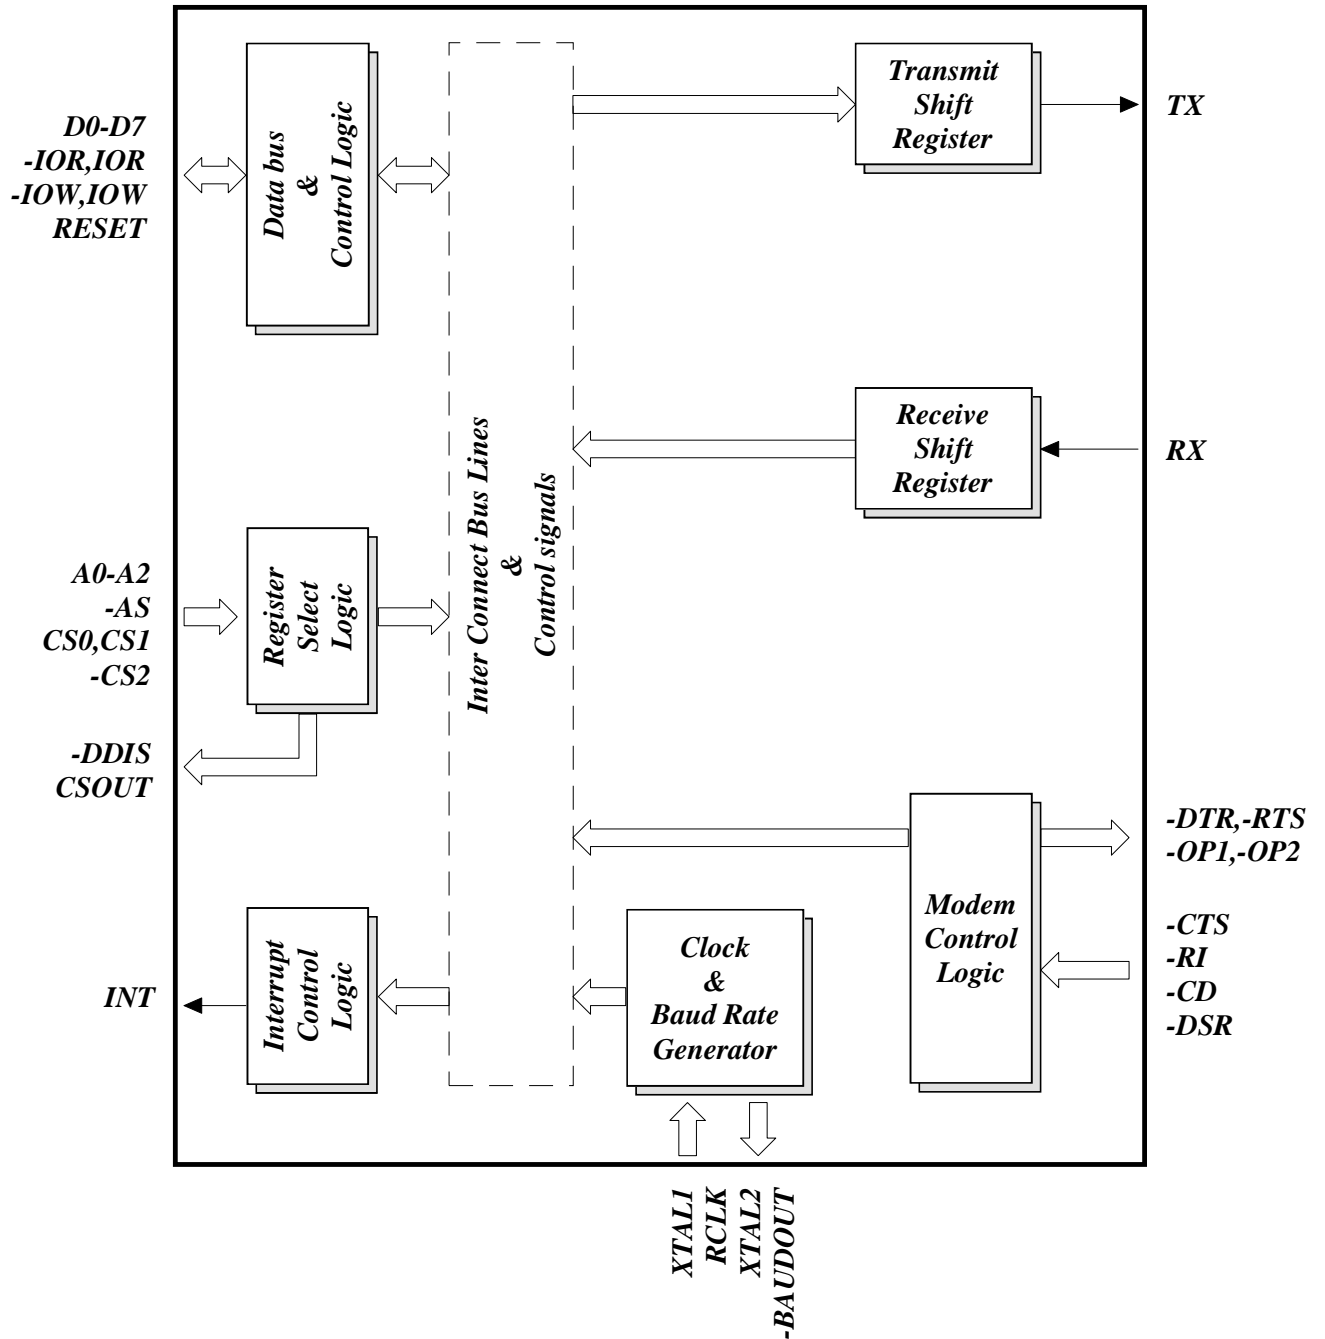 D0-D7
-IOR,IOR
-IOW,IOW
RESET
Data bus
&
Control Logic
A0-A2
-AS
CS0,CS1
-CS2
Register
Select
Logic
-DDIS
CSOUT
INT
Interrupt
Control
Logic
Inter Connect Bus Lines
&
Control signals
Transmit
Shift
Register
TX
Receive
Shift
Register
RX
Modem
Control
Logic
-DTR,-RTS
-OP1,-OP2
-CTS
-RI
-CD
-DSR
Clock
&
Baud Rate
Generator
XTAL1
RCLK
XTAL2
-BAUDOUT